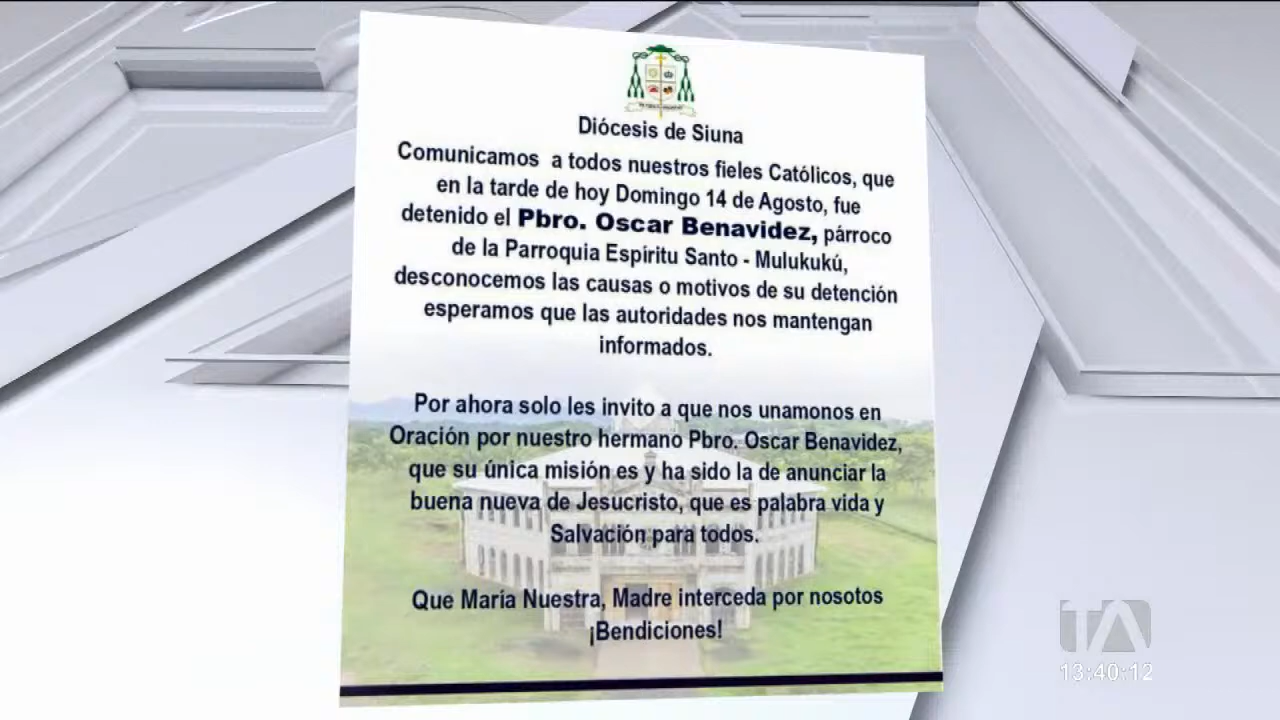 Diócesis de Siuna
Comunicamos a todos nuestros fieles Católicos, que
en la tarde de hoy Domingo 14 de Agosto, fue
detenido el Pbro. Oscar Benavidez, párroco
de la Parroquia Espíritu Santo - Mulukukú,
desconocemos las causas o motivos de su detención
esperamos que las autoridades nos mantengan
informados.
Por ahora solo les invito a que nos unamonos en
Oración por nuestro hermano Pbro. Oscar Benavidez,
que su única misión es y ha sido la de anunciar la
buena nueva de Jesucristo, que es palabra vida y
Salvación para todos.
Que María Nuestra, Madre interceda por nosotos
¡Bendiciones!
TA
13:40:12